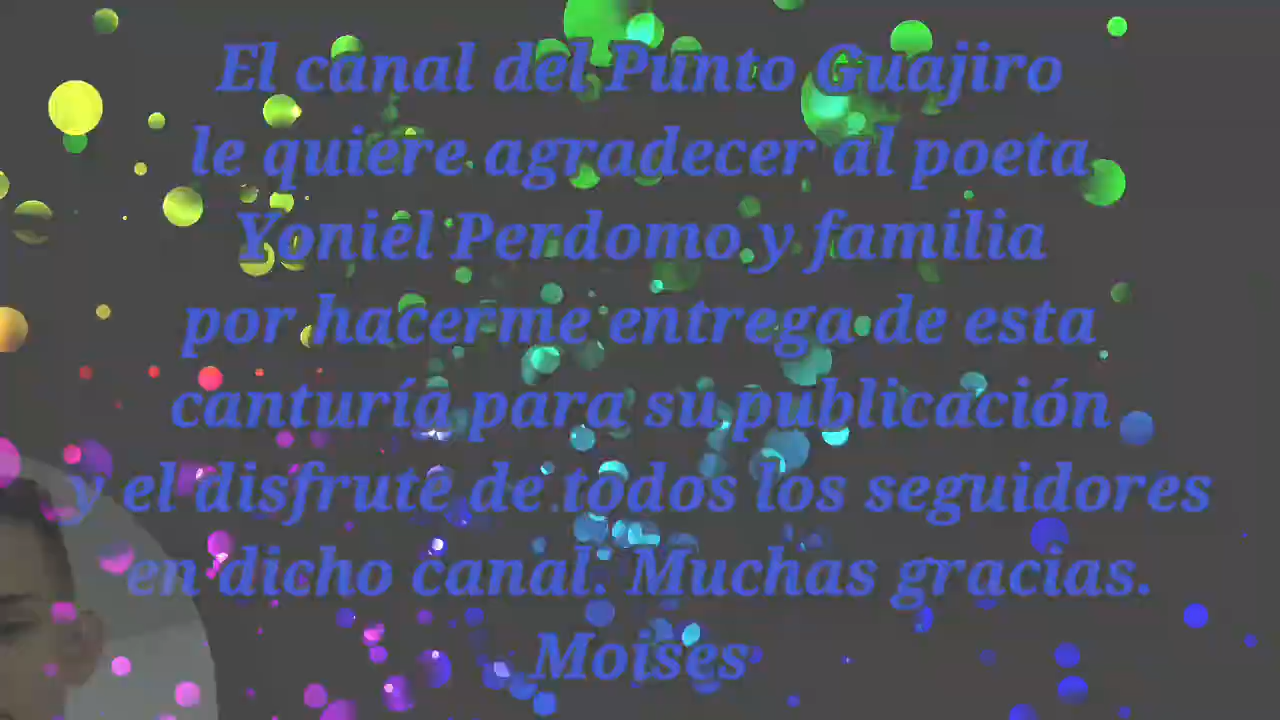 El canal del Punto Guajiro
le quiere agradecer al poeta
Yoniel Perdomo y familia
por hacerme entrega de esta
canturía para su publicación
y el disfrute de todos los seguidores
en dicho canal. Muchas gracias.
Moises